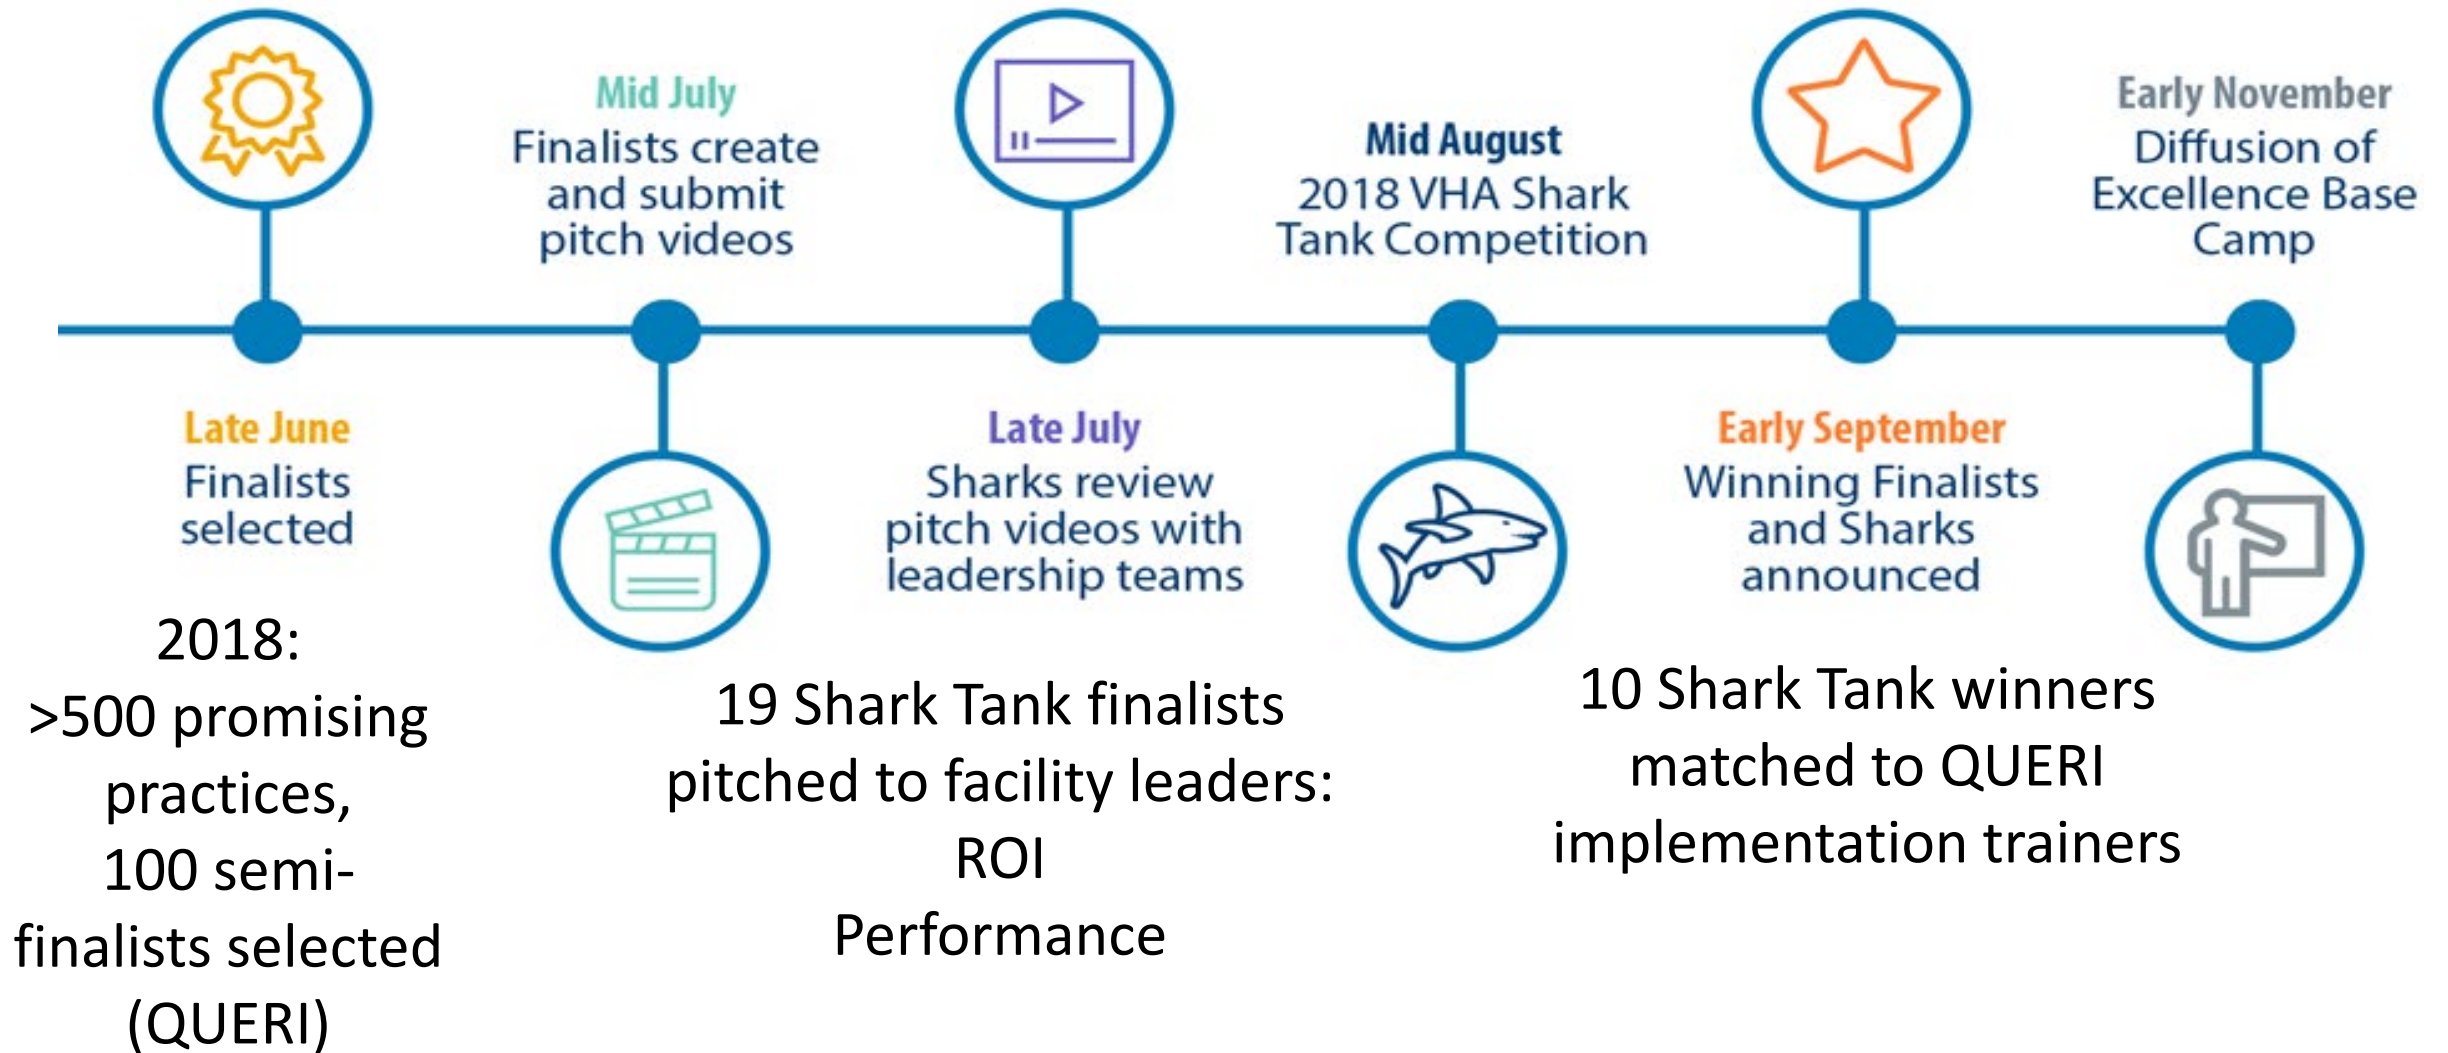 Late June
Finalists
selected
Mid July
Finalists create
and submit
pitch videos
Late July
Sharks review
pitch videos with
leadership teams
Mid August
2018 VHA Shark
Tank Competition
Early September
Winning Finalists
and Sharks
announced
Early November
Diffusion of
Excellence Base
Camp
2018:
>500 promising
practices,
100 semi-
finalists selected
(QUERI)
19 Shark Tank finalists
pitched to facility leaders:
ROI
Performance
10 Shark Tank winners
matched to QUERI
implementation trainers